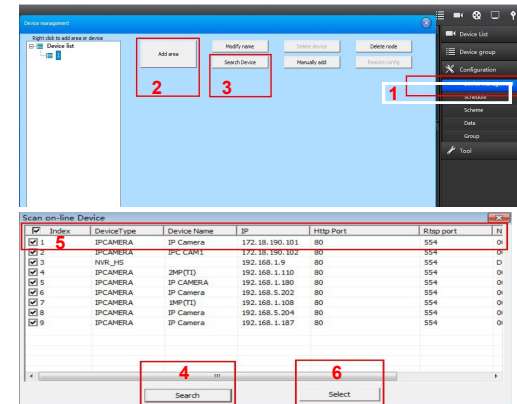 Device management
Right click to add area or device
Device list
1
Add area
Modify name
Delete device
Delete node
Search Device
Manually add
Remote config
2
3
1
Device List
Device group
Configuration
Schedule
Scheme
Data
Group
Tool
Scan on-line Device
Index DeviceType Device Name IP Http Port Rtsp port N
1 IPCAMERA IP Camera 172.18.190.101 80 554
5
2 IPCAMERA IPC CAM1 172.18.190.102 80 554
3 NVR_HS 192.168.1.9 80 554 D
4 IPCAMERA 2MP(TI) 192.168.1.110 80 554
5 IPCAMERA IP CAMERA 192.168.1.180 80 554
6 IPCAMERA IP Camera 192.168.5.202 80 554
7 IPCAMERA 1MP(TI) 192.168.1.108 80 554
8 IPCAMERA IP Camera 192.168.5.204 80 554
9 IPCAMERA IP Camera 192.168.1.187 80 554
4
6
Search
Select